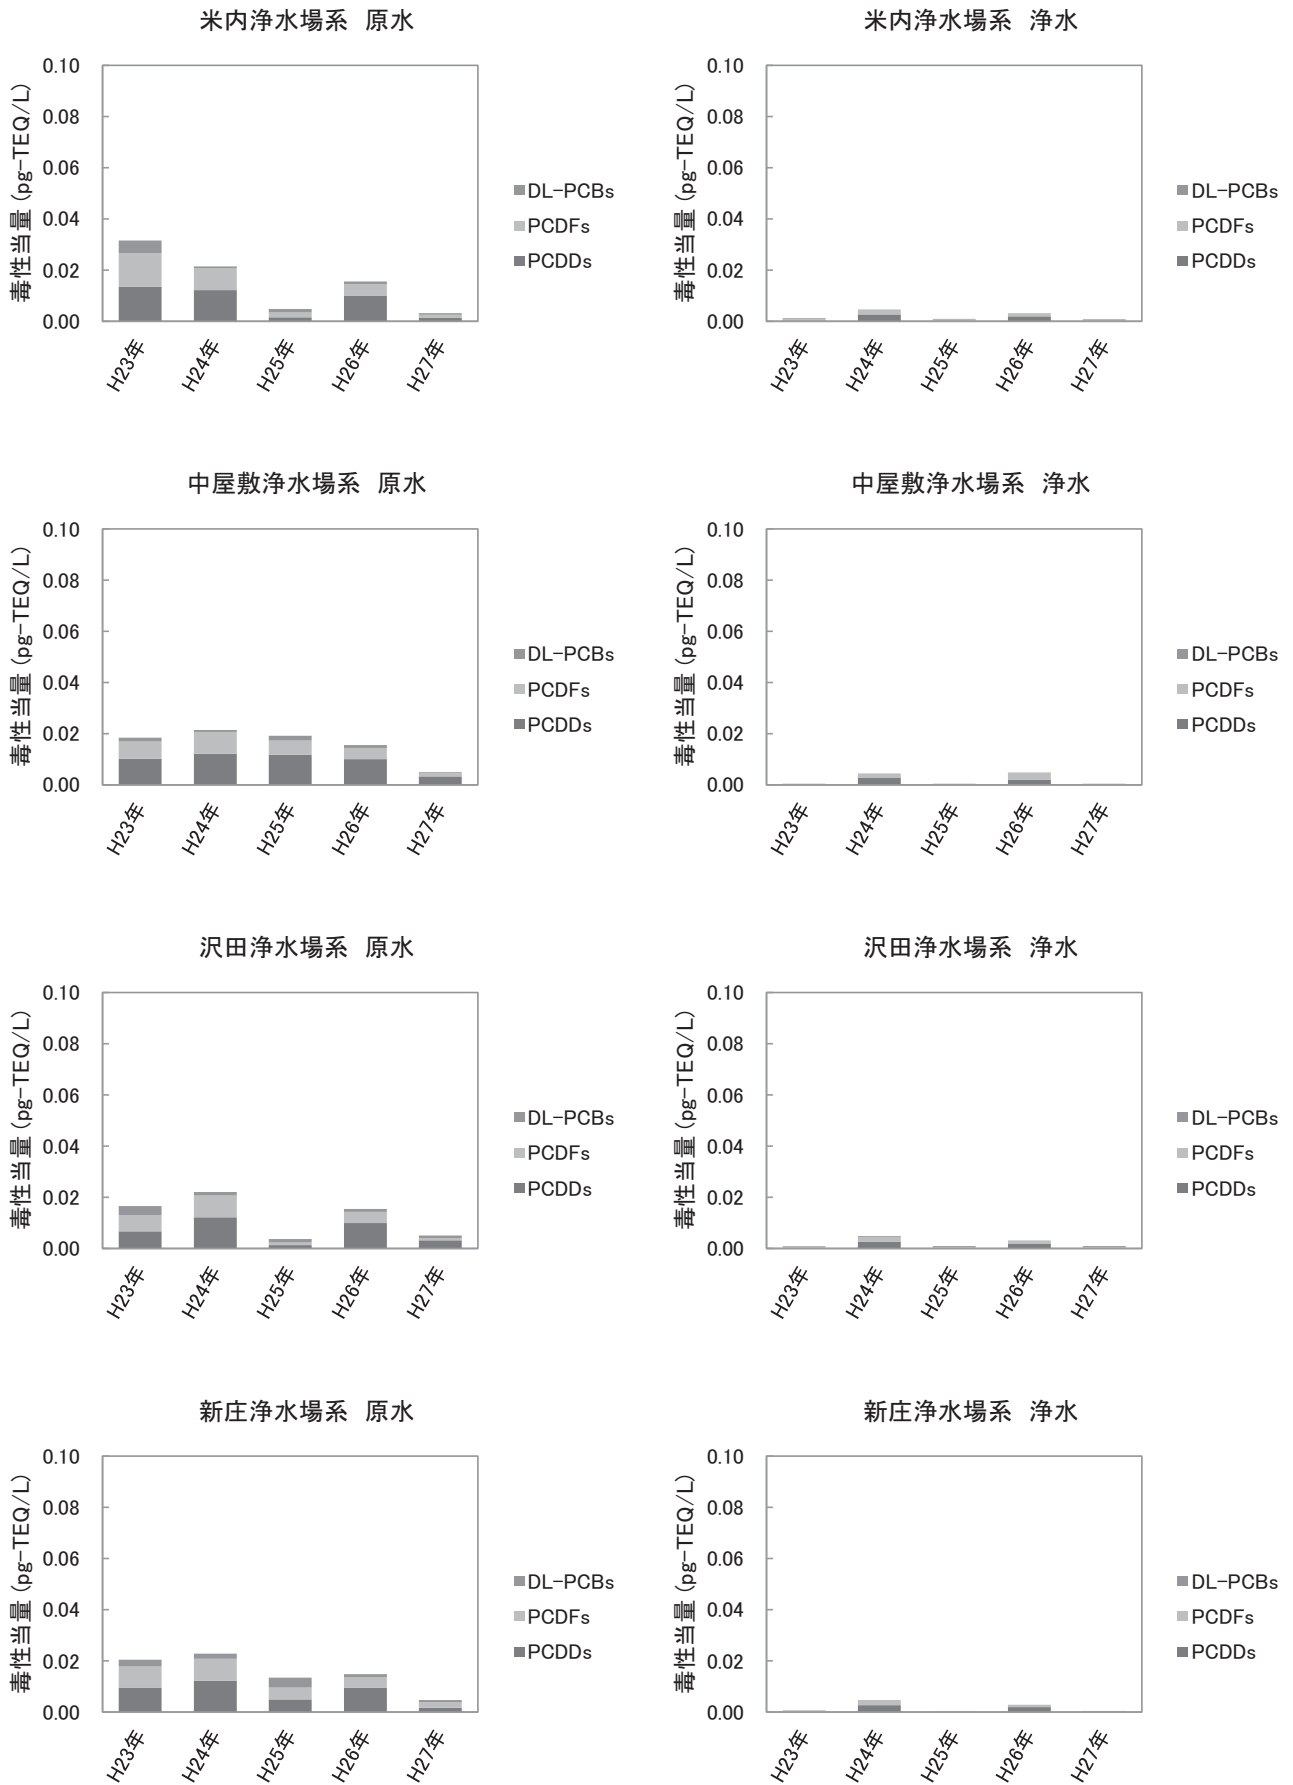 米内浄水場系　原水
毒性当量 (pg-TEQ/L)
0.10
0.08
0.06
0.04
0.02
0.00
H23年
H24年
H25年
H26年
H27年
DL-PCBs
PCDFs
PCDDs
米内浄水場系　浄水
毒性当量 (pg-TEQ/L)
0.10
0.08
0.06
0.04
0.02
0.00
H23年
H24年
H25年
H26年
H27年
DL-PCBs
PCDFs
PCDDs
中屋敷浄水場系　原水
毒性当量 (pg-TEQ/L)
0.10
0.08
0.06
0.04
0.02
0.00
H23年
H24年
H25年
H26年
H27年
DL-PCBs
PCDFs
PCDDs
中屋敷浄水場系　浄水
毒性当量 (pg-TEQ/L)
0.10
0.08
0.06
0.04
0.02
0.00
H23年
H24年
H25年
H26年
H27年
DL-PCBs
PCDFs
PCDDs
沢田浄水場系　原水
毒性当量 (pg-TEQ/L)
0.10
0.08
0.06
0.04
0.02
0.00
H23年
H24年
H25年
H26年
H27年
DL-PCBs
PCDFs
PCDDs
沢田浄水場系　浄水
毒性当量 (pg-TEQ/L)
0.10
0.08
0.06
0.04
0.02
0.00
H23年
H24年
H25年
H26年
H27年
DL-PCBs
PCDFs
PCDDs
新庄浄水場系　原水
毒性当量 (pg-TEQ/L)
0.10
0.08
0.06
0.04
0.02
0.00
H23年
H24年
H25年
H26年
H27年
DL-PCBs
PCDFs
PCDDs
新庄浄水場系　浄水
毒性当量 (pg-TEQ/L)
0.10
0.08
0.06
0.04
0.02
0.00
H23年
H24年
H25年
H26年
H27年
DL-PCBs
PCDFs
PCDDs